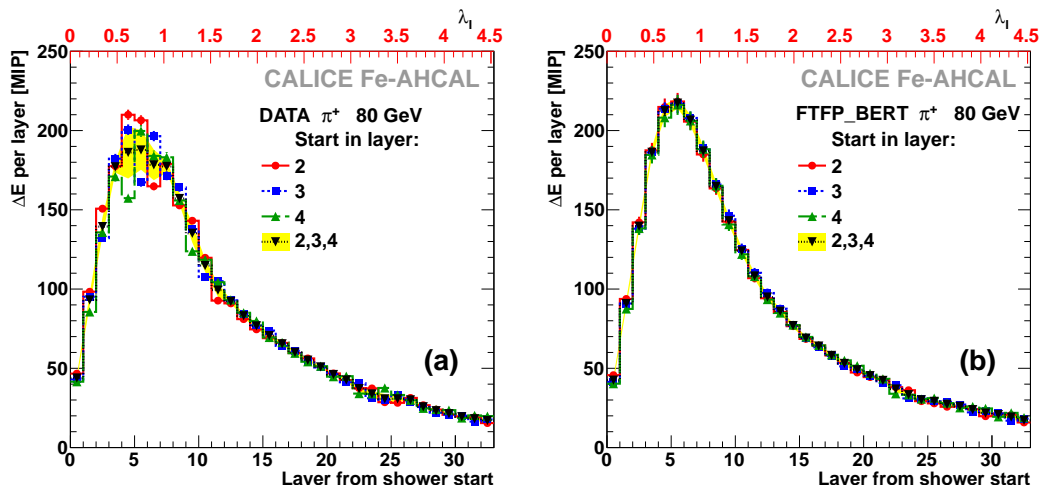 λI
0 0.5 1 1.5 2 2.5 3 3.5 4 4.5
ΔE per layer [MIP]
250
200
150
100
50
0
CALICE Fe-AHCAL
DATA π+ 80 GeV
Start in layer:
2
3
4
2,3,4
(a)
0 5 10 15 20 25 30
Layer from shower start
λI
0 0.5 1 1.5 2 2.5 3 3.5 4 4.5
ΔE per layer [MIP]
250
200
150
100
50
0
CALICE Fe-AHCAL
FTFP_BERT π+ 80 GeV
Start in layer:
2
3
4
2,3,4
(b)
0 5 10 15 20 25 30
Layer from shower start